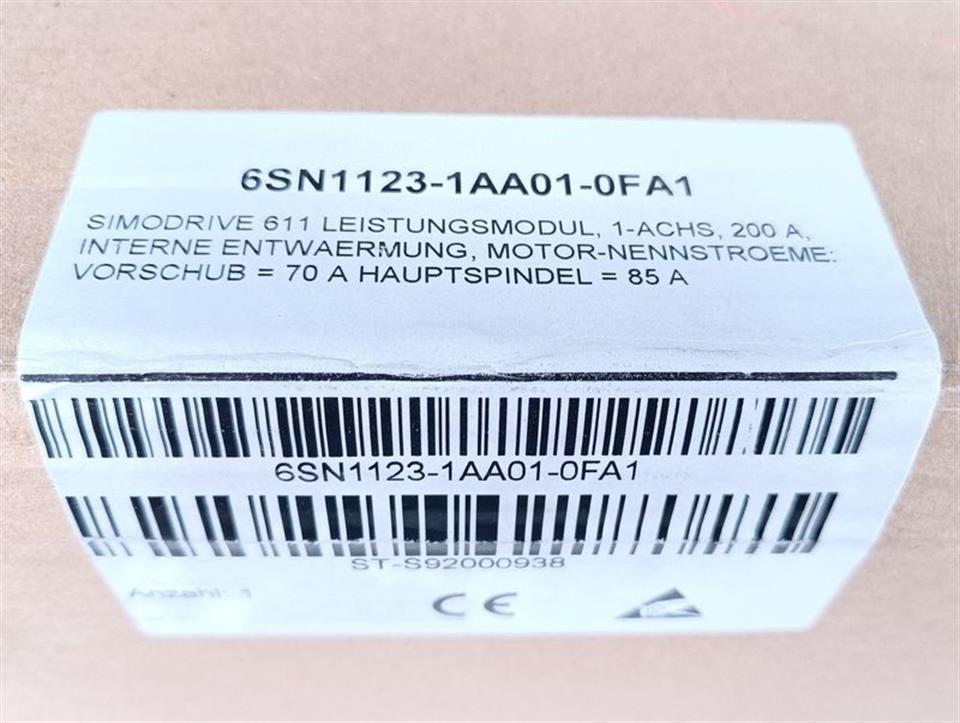 6SN1123-1AA01-0FA1
SIMODRIVE 611 LEISTUNGSMODUL, 1-ACHS, 200 A,
INTERNE ENTWAERMUNG, MOTOR-NENNSTROEME:
VORSCHUB = 70 A HAUPTSPINDEL = 85 A
6SN1123-1AA01-0FA1
ST-S92000938
Anzahl: 1
CE